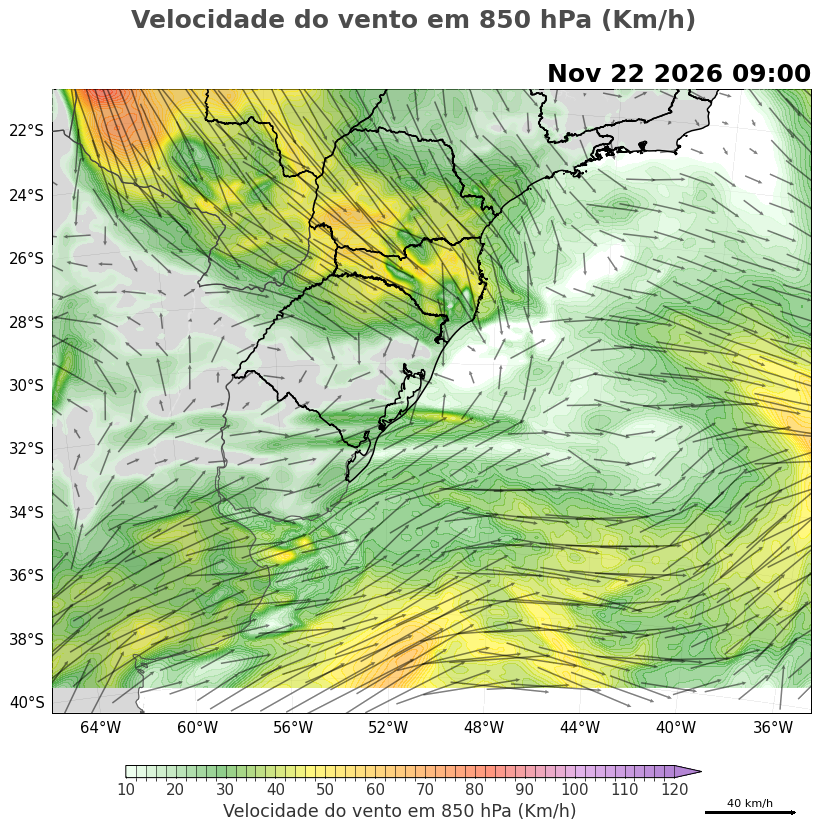 Velocidade do vento em 850 hPa (Km/h)
Nov 22 2026 09:00
22°S
24°S
26°S
28°S
30°S
32°S
34°S
36°S
38°S
40°S
64°W 60°W 56°W 52°W 48°W 44°W 40°W 36°W
10 20 30 40 50 60 70 80 90 100 110 120
Velocidade do vento em 850 hPa (Km/h)
40 km/h